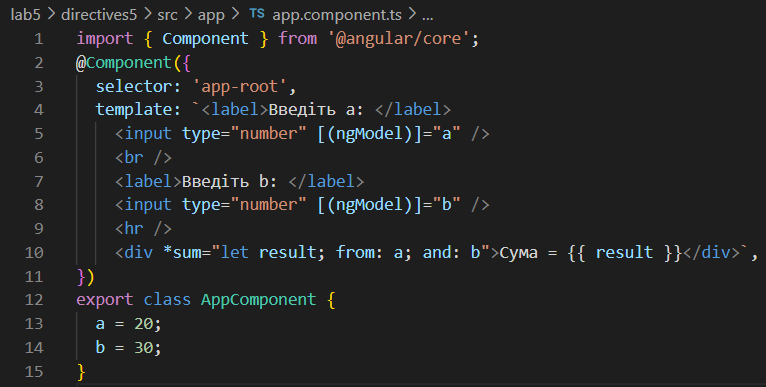 lab5 > directives5 > src > app > TS app.component.ts > ...
1 import { Component } from '@angular/core';
2 @Component({
3   selector: 'app-root',
4   template: `<label>Введіть a: </label>
5     <input type="number" [(ngModel)]="a" />
6     <br />
7     <label>Введіть b: </label>
8     <input type="number" [(ngModel)]="b" />
9     <hr />
10     <div *sum="let result; from: a; and: b">Сума = {{ result }}</div>`,
11 })
12 export class AppComponent {
13   a = 20;
14   b = 30;
15 }